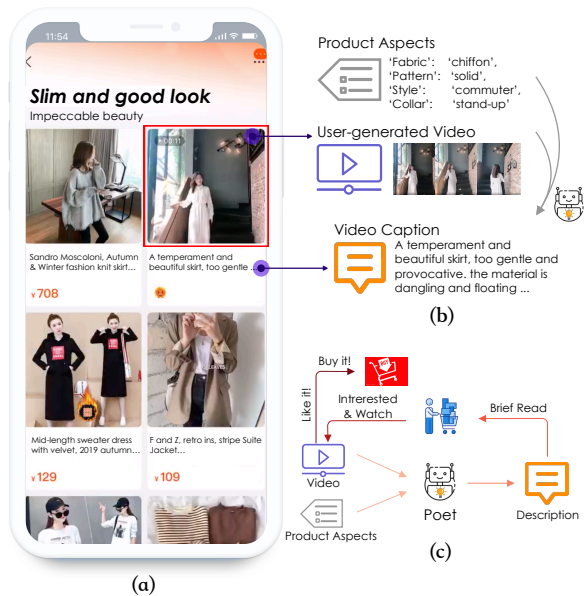 11:54
Slim and good look
Impeccable beauty
00:11
Sandro Moscoloni, Autumn
& Winter fashion knit skirt...
¥708
A temperament and
beautiful skirt, too gentle ...
Mid-length sweater dress
with velvet, 2019 autumn...
¥129
F and Z, retro ins, stripe Suite
Jacket...
¥109
(a)
Product Aspects
'Fabric': 'chiffon',
'Pattern': 'solid',
'Style': 'commuter',
'Collar': 'stand-up'
User-generated Video
Video Caption
A temperament and
beautiful skirt, too gentle and
provocative. the material is
dangling and floating ...
(b)
Buy it!
Like it!
Intrerested
& Watch
Brief Read
Video
Product Aspects
Poet
Description
(c)